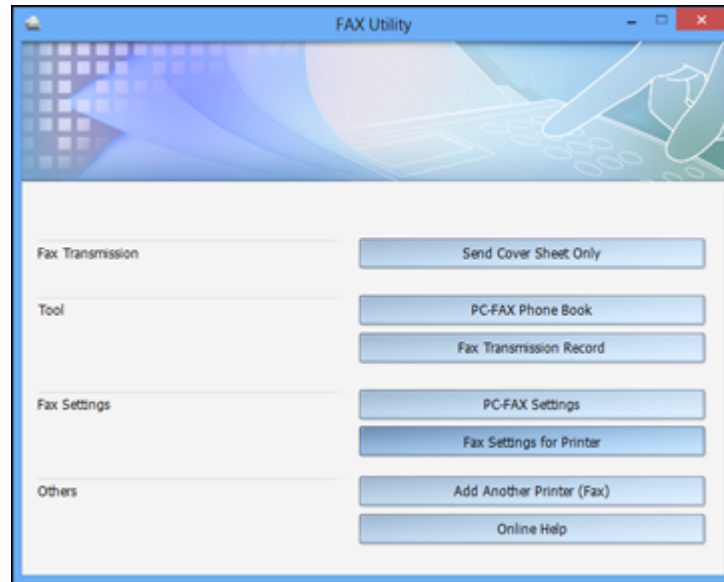 FAX Utility
Fax Transmission
Send Cover Sheet Only
Tool
PC-FAX Phone Book
Fax Transmission Record
Fax Settings
PC-FAX Settings
Fax Settings for Printer
Others
Add Another Printer (Fax)
Online Help